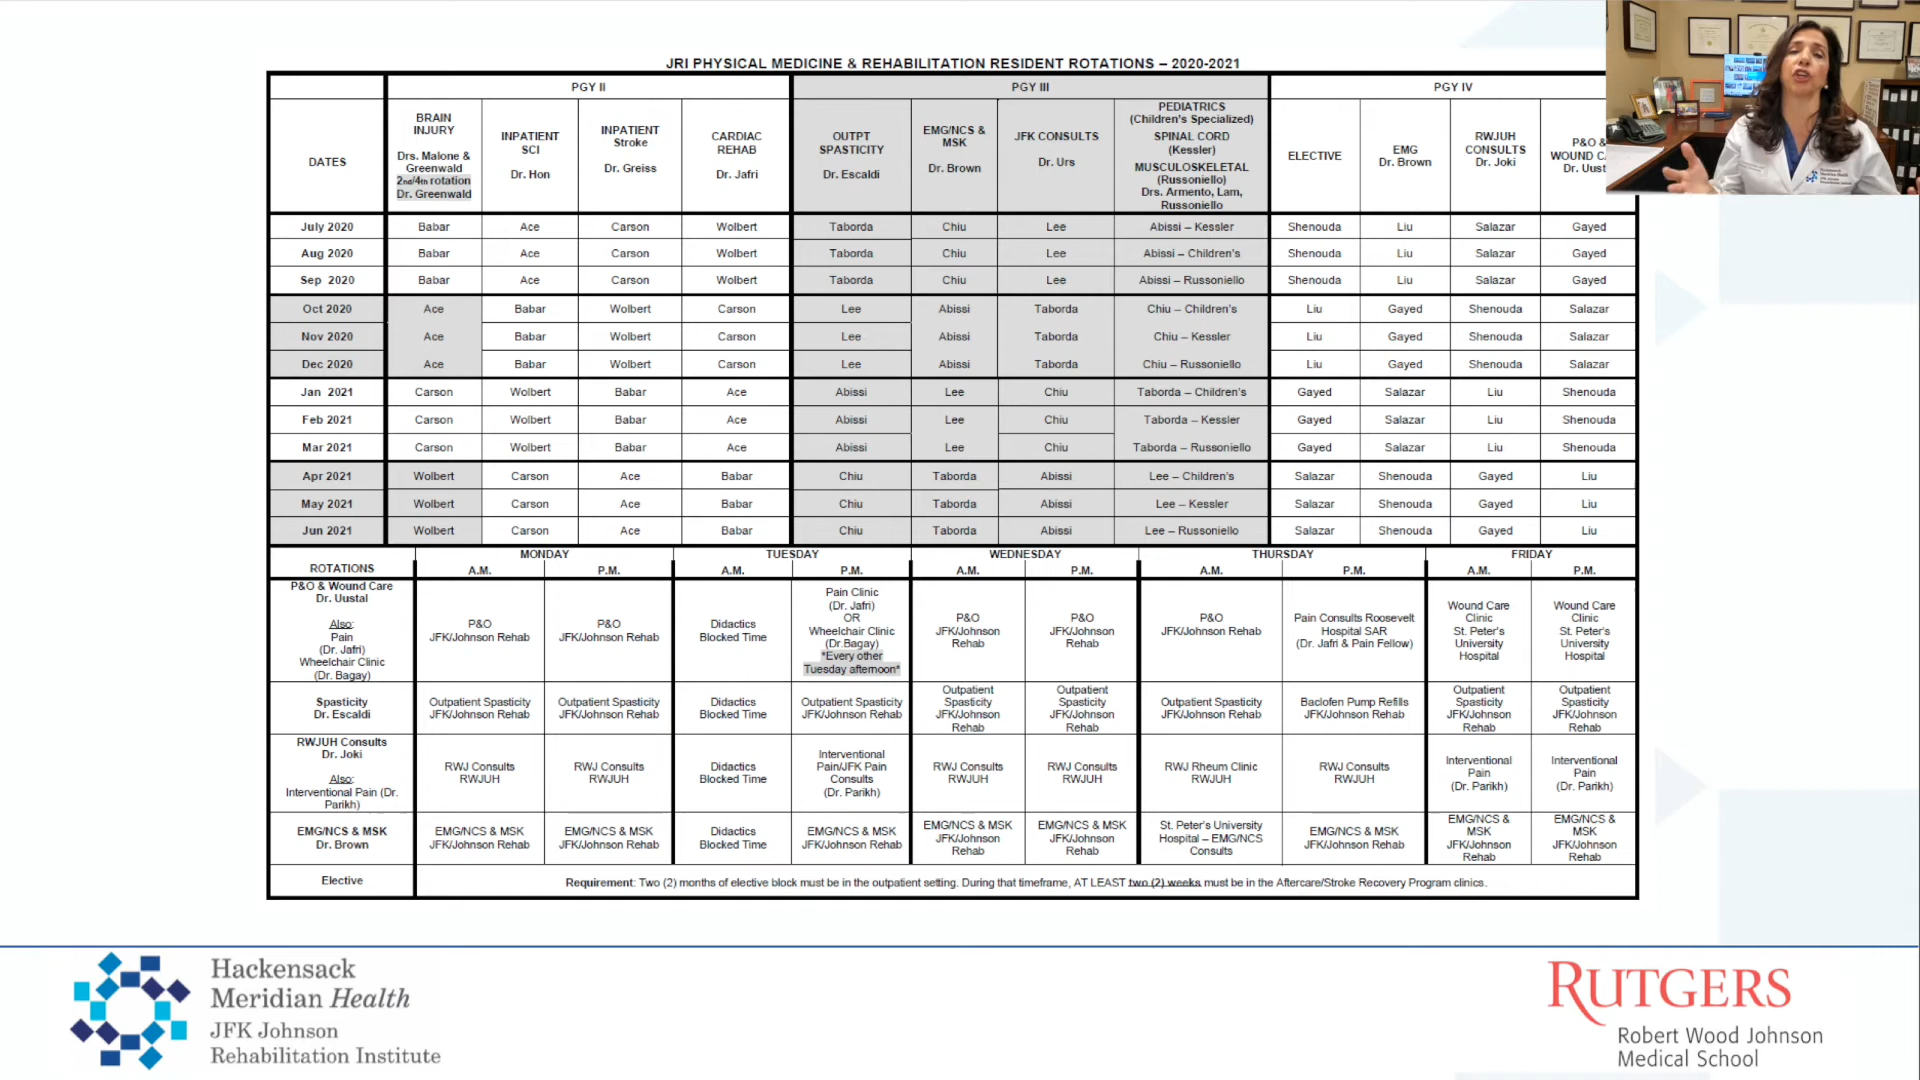 JRI PHYSICAL MEDICINE & REHABILITATION RESIDENT ROTATIONS – 2020-2021
PGY II PGY III PGY IV
DATES
BRAIN INJURY Drs. Malone & Greenwald 2nd/4th rotation Dr. Greenwald
INPATIENT SCI Dr. Hon
INPATIENT Stroke Dr. Greiss
CARDIAC REHAB Dr. Jafri
OUTPT SPASTICITY Dr. Escaldi
EMG/NCS & MSK Dr. Brown
JFK CONSULTS Dr. Urs
PEDIATRICS (Children's Specialized) SPINAL CORD (Kessler) MUSCULOSKELETAL (Russoniello) Drs. Armento, Lam, Russoniello
ELECTIVE
EMG Dr. Brown
RWJUH CONSULTS Dr. Joki
P&O & WOUND Dr.
July 2020 Babar Ace Carson Wolbert Taborda Chiu Lee Abissi – Kessler Shenouda Liu Salazar Gayed
Aug 2020 Babar Ace Carson Wolbert Taborda Chiu Lee Abissi – Children's Shenouda Liu Salazar Gayed
Sep 2020 Babar Ace Carson Wolbert Taborda Chiu Lee Abissi – Russoniello Shenouda Liu Salazar Gayed
Oct 2020 Ace Babar Wolbert Carson Lee Abissi Taborda Chiu – Children's Liu Gayed Shenouda Salazar
Nov 2020 Ace Babar Wolbert Carson Lee Abissi Taborda Chiu – Kessler Liu Gayed Shenouda Salazar
Dec 2020 Ace Babar Wolbert Carson Lee Abissi Taborda Chiu – Russoniello Liu Gayed Shenouda Salazar
Jan 2021 Carson Wolbert Babar Ace Abissi Lee Chiu Taborda – Children's Gayed Salazar Liu Shenouda
Feb 2021 Carson Wolbert Babar Ace Abissi Lee Chiu Taborda – Kessler Gayed Salazar Liu Shenouda
Mar 2021 Carson Wolbert Babar Ace Abissi Lee Chiu Taborda – Russoniello Gayed Salazar Liu Shenouda
Apr 2021 Wolbert Carson Ace Babar Chiu Taborda Abissi Lee – Children's Salazar Shenouda Gayed Liu
May 2021 Wolbert Carson Ace Babar Chiu Taborda Abissi Lee – Kessler Salazar Shenouda Gayed Liu
Jun 2021 Wolbert Carson Ace Babar Chiu Taborda Abissi Lee – Russoniello Salazar Shenouda Gayed Liu
ROTATIONS MONDAY TUESDAY WEDNESDAY THURSDAY FRIDAY
A.M. P.M. A.M. P.M. A.M. P.M. A.M. P.M. A.M. P.M.
P&O & Wound Care Dr. Uustal Also: Pain (Dr. Jafri) Wheelchair Clinic (Dr. Bagay)
P&O JFK/Johnson Rehab
P&O JFK/Johnson Rehab
Didactics Blocked Time
Pain Clinic (Dr. Jafri) OR Wheelchair Clinic (Dr.Bagay) *Every other Tuesday afternoon*
P&O JFK/Johnson Rehab
P&O JFK/Johnson Rehab
P&O JFK/Johnson Rehab
Pain Consults Roosevelt Hospital SAR (Dr. Jafri & Pain Fellow)
Wound Care Clinic St. Peter's University Hospital
Wound Care Clinic St. Peter's University Hospital
Spasticity Dr. Escaldi
Outpatient Spasticity JFK/Johnson Rehab
Outpatient Spasticity JFK/Johnson Rehab
Didactics Blocked Time
Outpatient Spasticity JFK/Johnson Rehab
Outpatient Spasticity JFK/Johnson Rehab
Outpatient Spasticity JFK/Johnson Rehab
Outpatient Spasticity JFK/Johnson Rehab
Baclofen Pump Refills JFK/Johnson Rehab
Outpatient Spasticity JFK/Johnson Rehab
Outpatient Spasticity JFK/Johnson Rehab
RWJUH Consults Dr. Joki Also: Interventional Pain (Dr. Parikh)
RWJ Consults RWJUH
RWJ Consults RWJUH
Didactics Blocked Time
Interventional Pain/JFK Pain Consults (Dr. Parikh)
RWJ Consults RWJUH
RWJ Consults RWJUH
RWJ Rheum Clinic RWJUH
RWJ Consults RWJUH
Interventional Pain (Dr. Parikh)
Interventional Pain (Dr. Parikh)
EMG/NCS & MSK Dr. Brown
EMG/NCS & MSK JFK/Johnson Rehab
EMG/NCS & MSK JFK/Johnson Rehab
Didactics Blocked Time
EMG/NCS & MSK JFK/Johnson Rehab
EMG/NCS & MSK JFK/Johnson Rehab
EMG/NCS & MSK JFK/Johnson Rehab
St. Peter's University Hospital – EMG/NCS Consults
EMG/NCS & MSK JFK/Johnson Rehab
EMG/NCS & MSK JFK/Johnson Rehab
EMG/NCS & MSK JFK/Johnson Rehab
Elective
Requirement: Two (2) months of elective block must be in the outpatient setting. During that timeframe, AT LEAST two (2) weeks must be in the Aftercare/Stroke Recovery Program clinics.
Hackensack
Meridian Health
JFK Johnson
Rehabilitation Institute
RUTGERS
Robert Wood Johnson
Medical School